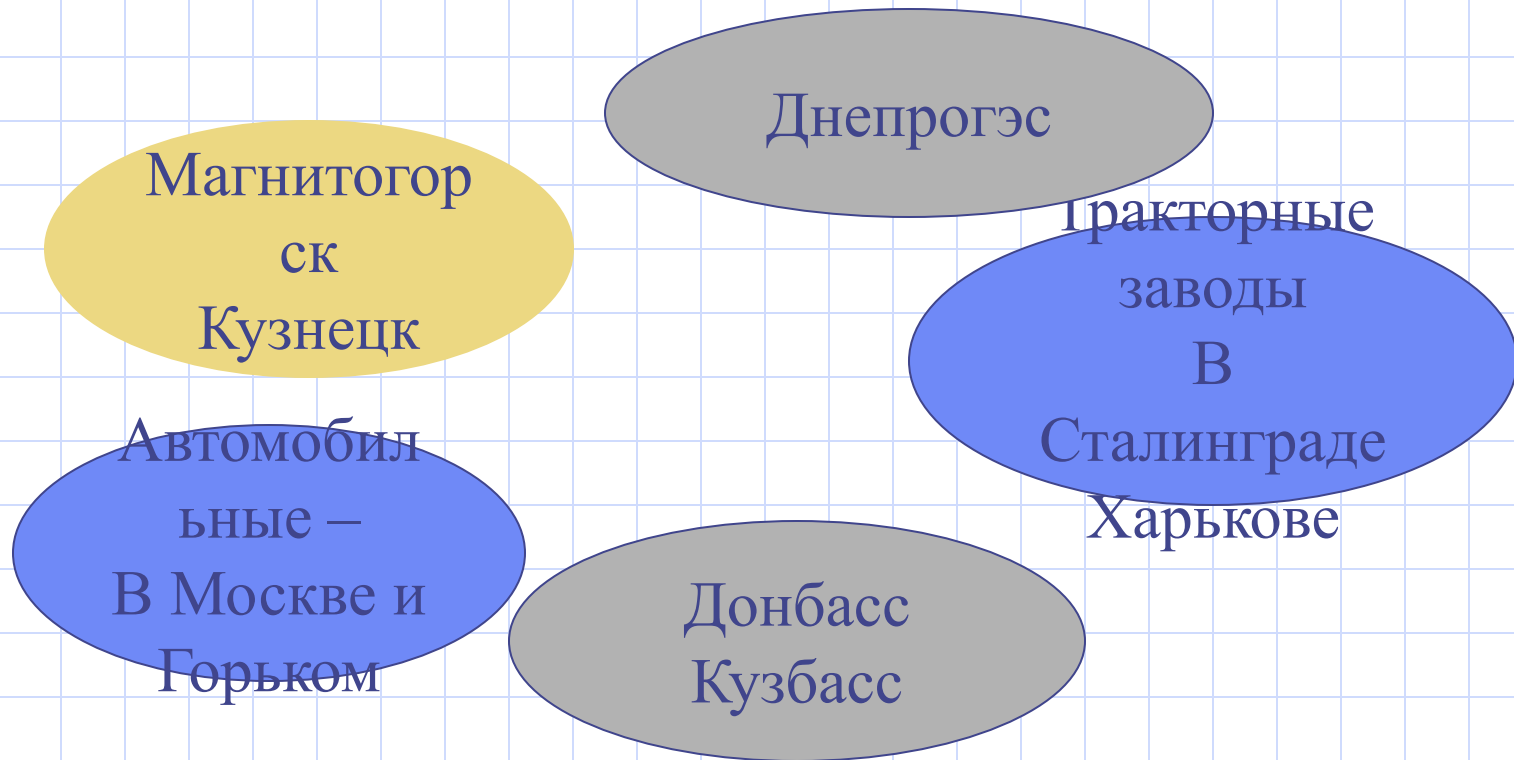 Днепрогэс
Магнитогор
ск
Кузнецк
Тракторные
заводы
В
Сталинграде
Харькове
Автомобил
ьные –
В Москве и
Горьком
Донбасс
Кузбасс